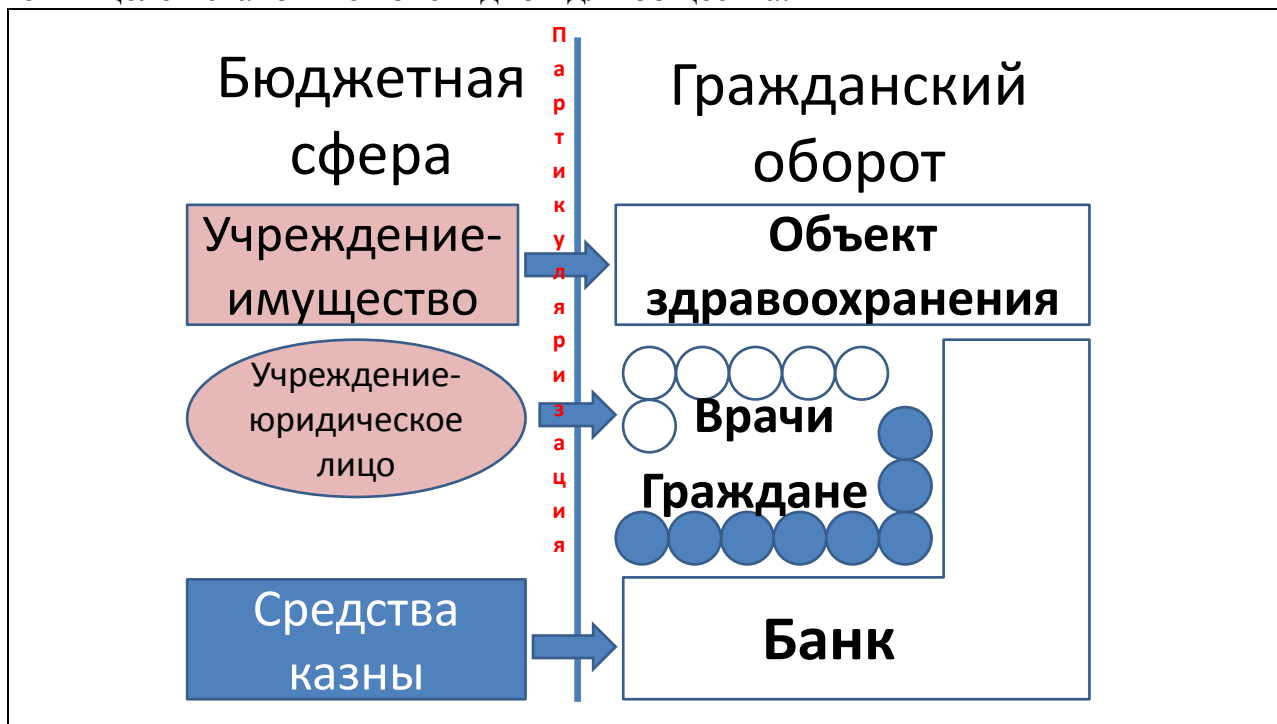 Бюджетная
сфера
Партикуляризация
Гражданский
оборот
Учреждение-
имущество
Объект
здравоохранения
Учреждение-
юридическое
лицо
Врачи
Граждане
Средства
казны
Банк